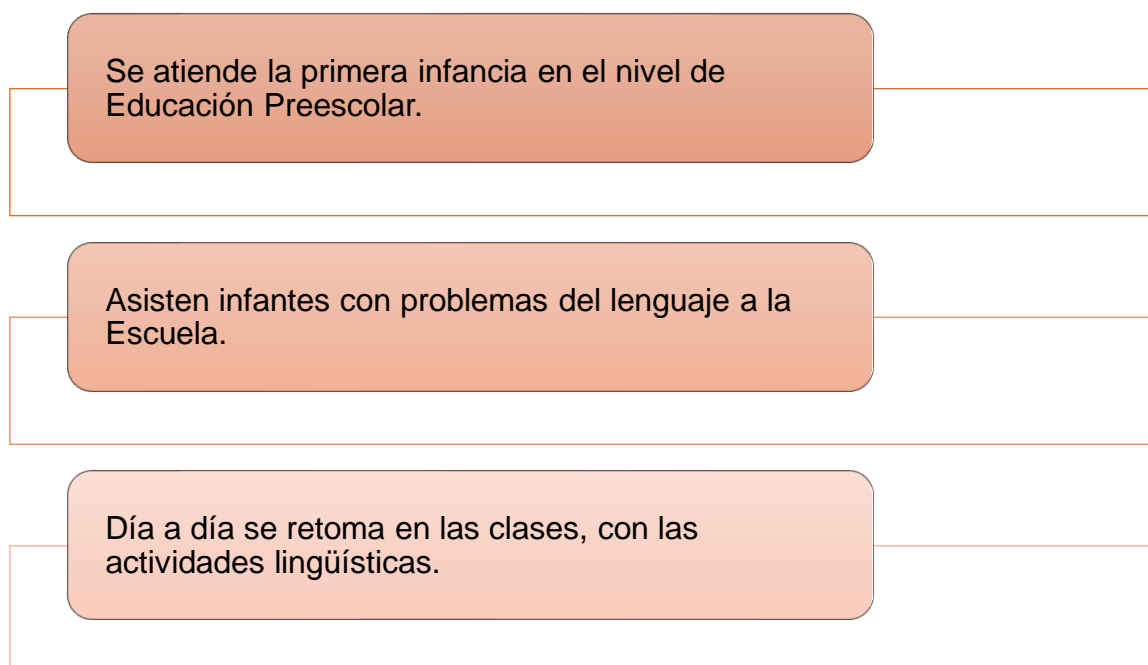 Se atiende la primera infancia en el nivel de
Educación Preescolar.
Asisten infantes con problemas del lenguaje a la
Escuela.
Día a día se retoma en las clases, con las
actividades lingüísticas.